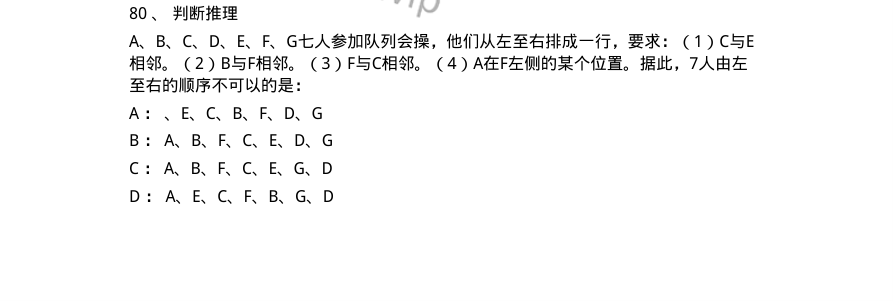 80 、 判断推理
A、B、C、D、E、F、G七人参加队列会操，他们从左至右排成一行，要求：（1）C与E
相邻。（2）B与F相邻。（3）F与C相邻。（4）A在F左侧的某个位置。据此，7人由左
至右的顺序不可以的是：
A： 、E、C、B、F、D、G
B： A、B、F、C、E、D、G
C： A、B、F、C、E、G、D
D： A、E、C、F、B、G、D